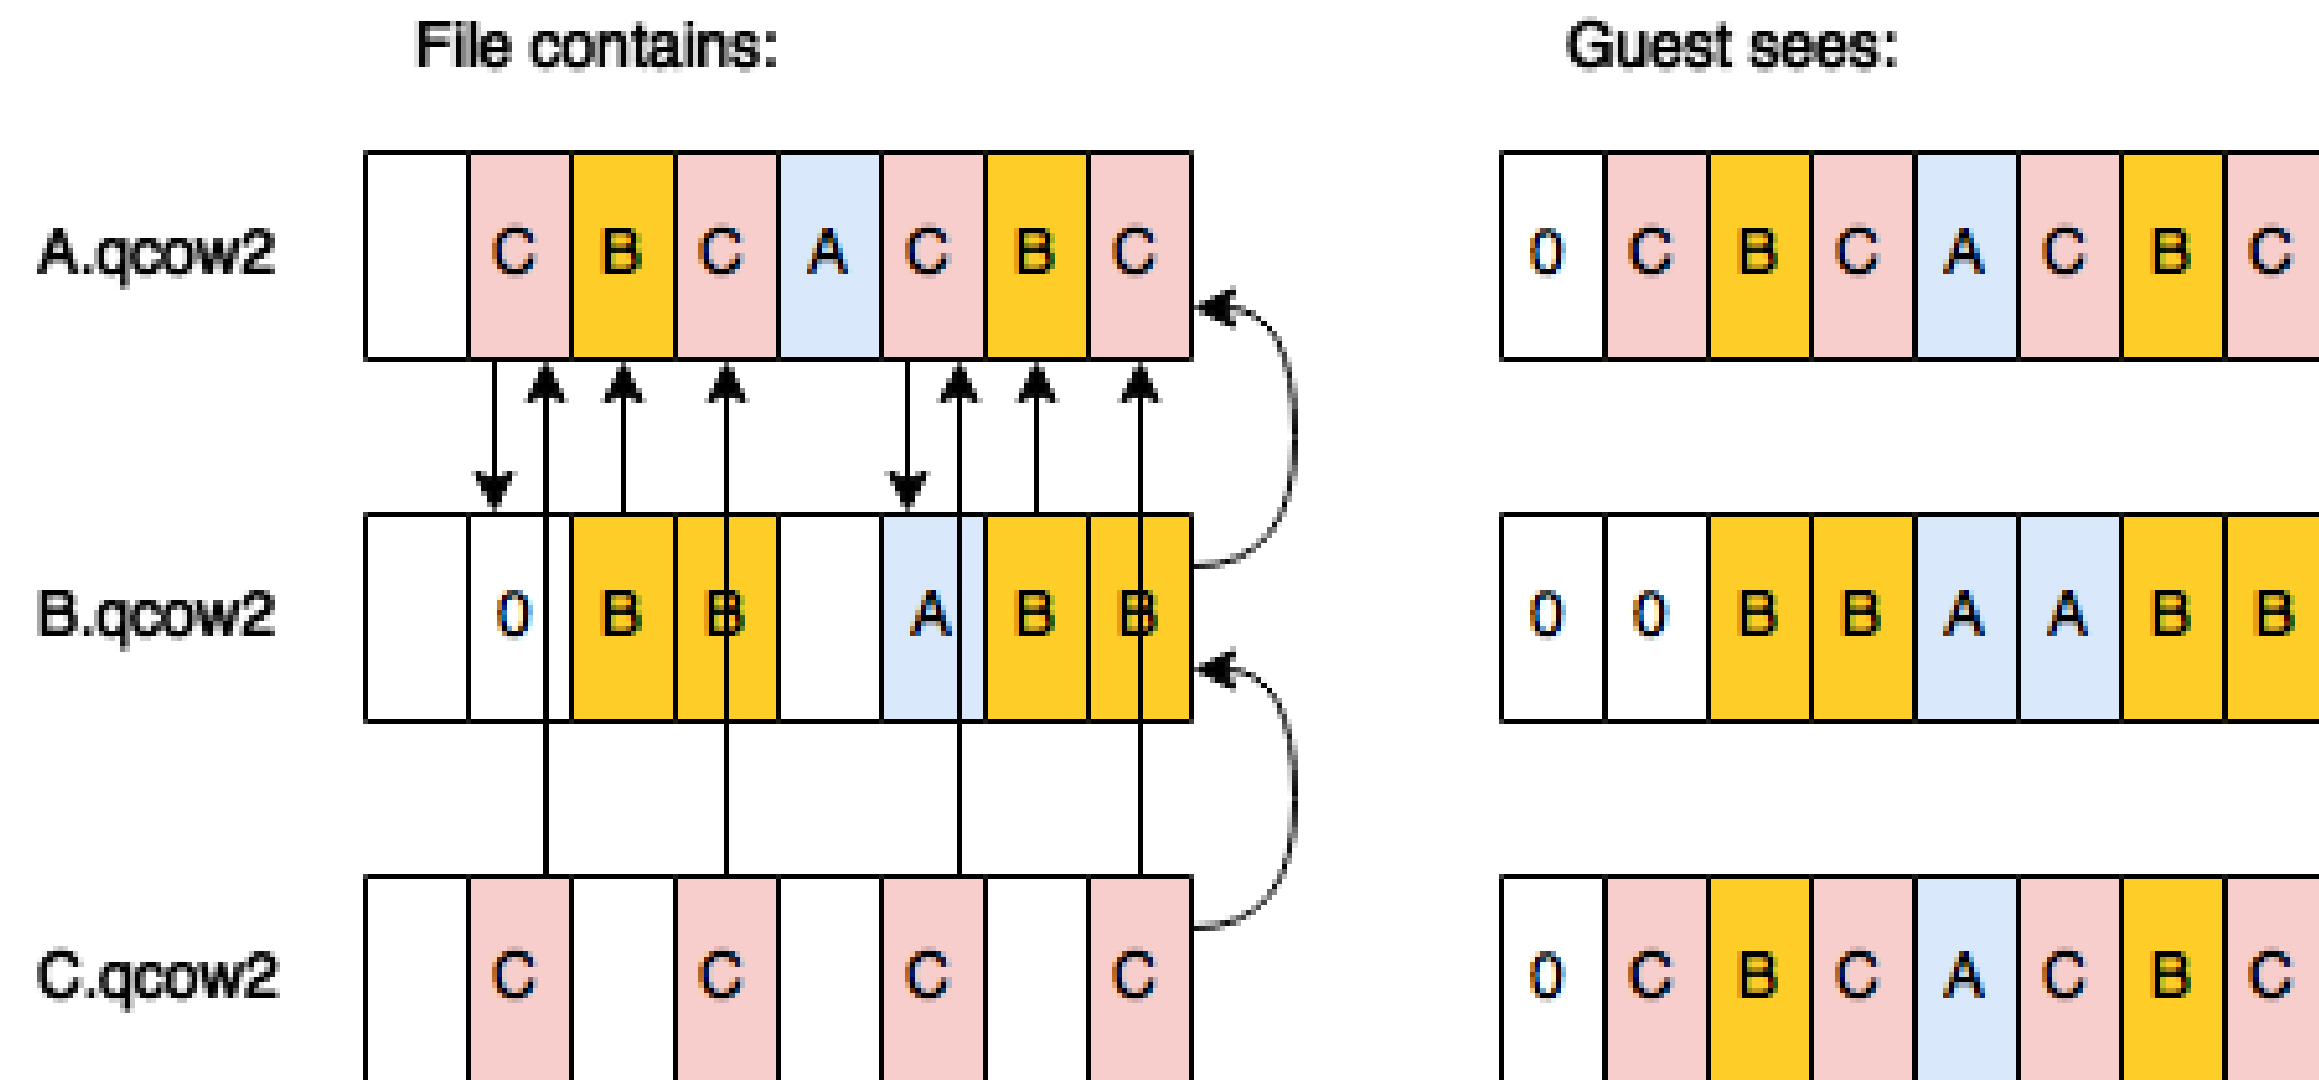 File contains: Guest sees:
A.qcow2 C B C A C B C 0 C B C A C B C
B.qcow2 0 B B A B B 0 0 B B A A B B
C.qcow2 C C C C 0 C B C A C B C